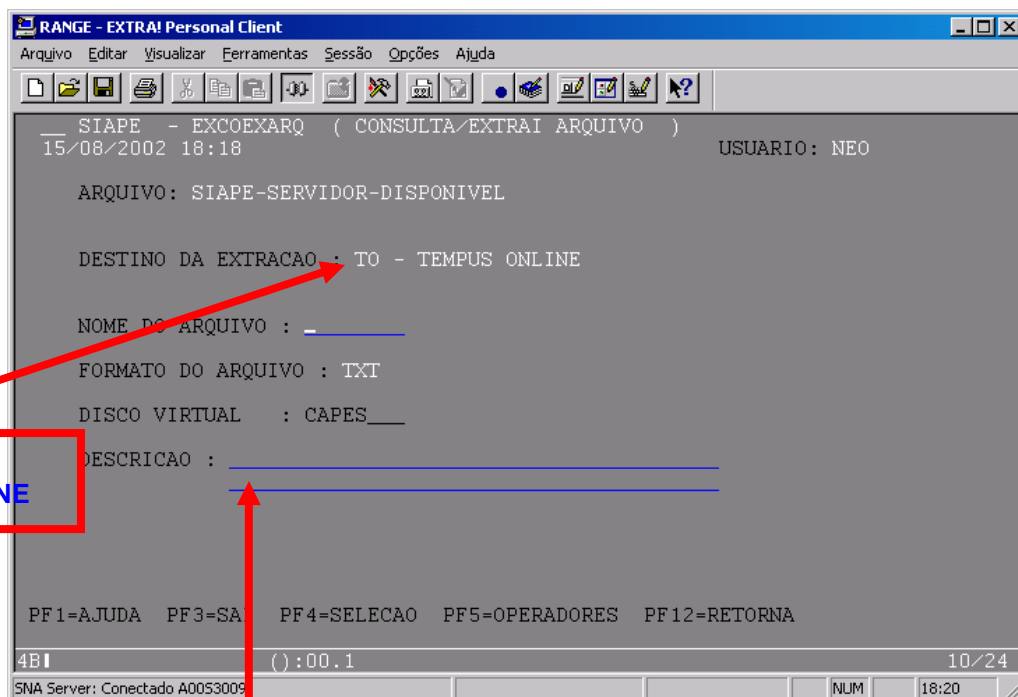 RANGE - EXTRA! Personal Client
Arquivo Editar Visualizar Ferramentas Sessão Opções Ajuda
__ SIAPE - EXCOEXARQ ( CONSULTA/EXTRAI ARQUIVO )
15/08/2002 18:18 USUARIO: NEO
ARQUIVO: SIAPE-SERVIDOR-DISPONIVEL
DESTINO DA EXTRACAO : TO - TEMPUS ONLINE
NOME DO ARQUIVO :
FORMATO DO ARQUIVO : TXT
DISCO VIRTUAL : CAPES___
DESCRICAO :
NE
PF1=AJUDA PF3=SAI PF4=SELECAO PF5=OPERADORES PF12=RETORNA
4B ():00.1 10/24
SNA Server: Conectado A00S3009 NUM 18:20